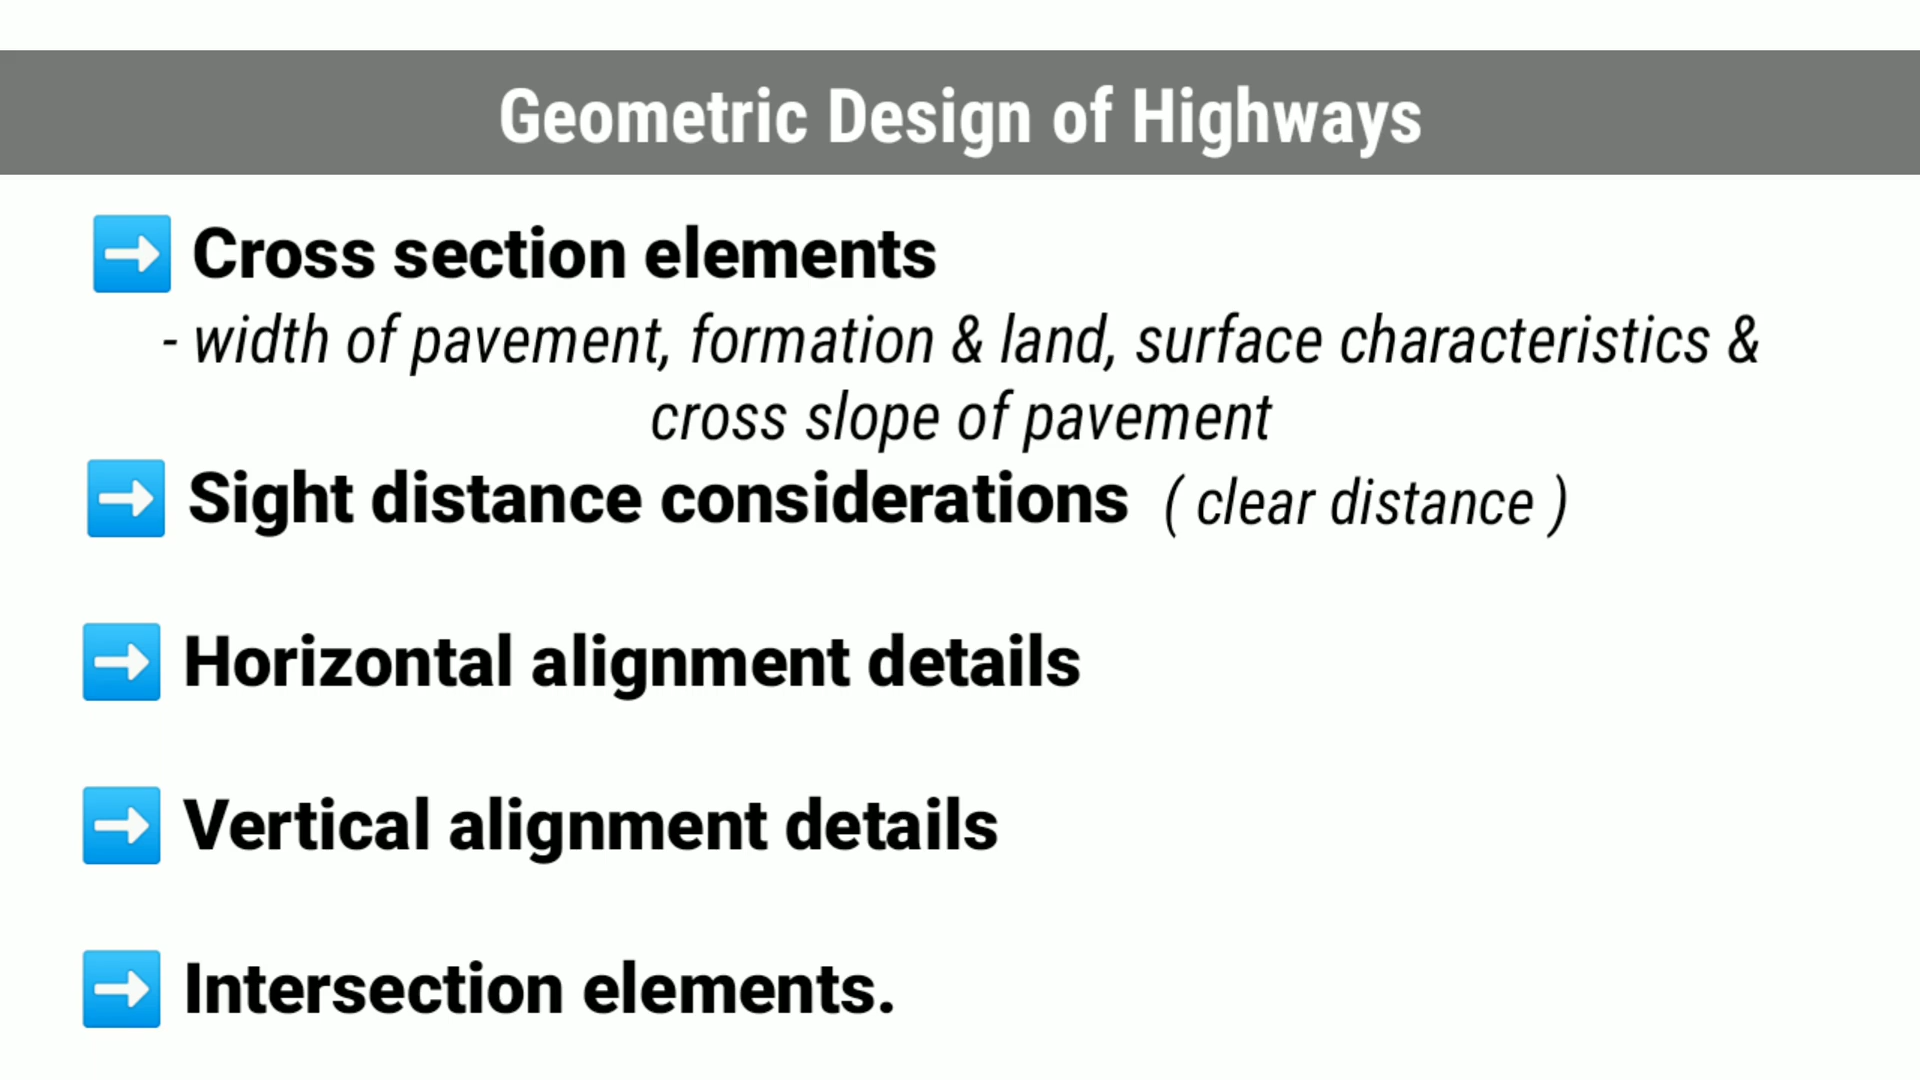 Geometric Design of Highways
➡ Cross section elements
- width of pavement, formation & land, surface characteristics &
cross slope of pavement
➡ Sight distance considerations ( clear distance )
➡ Horizontal alignment details
➡ Vertical alignment details
➡ Intersection elements.